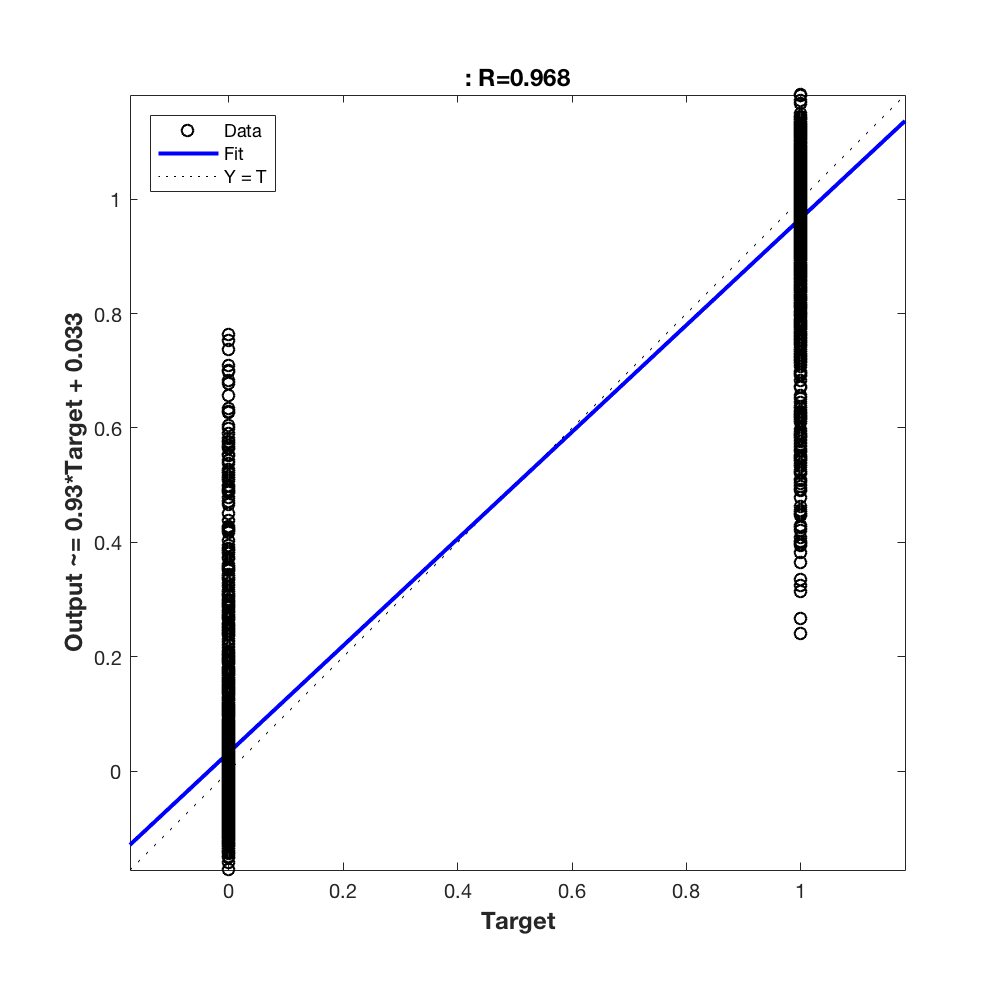 : R=0.968
Data
Fit
Y = T
Output ~= 0.93*Target + 0.033
1
0.8
0.6
0.4
0.2
0
0 0.2 0.4 0.6 0.8 1
Target